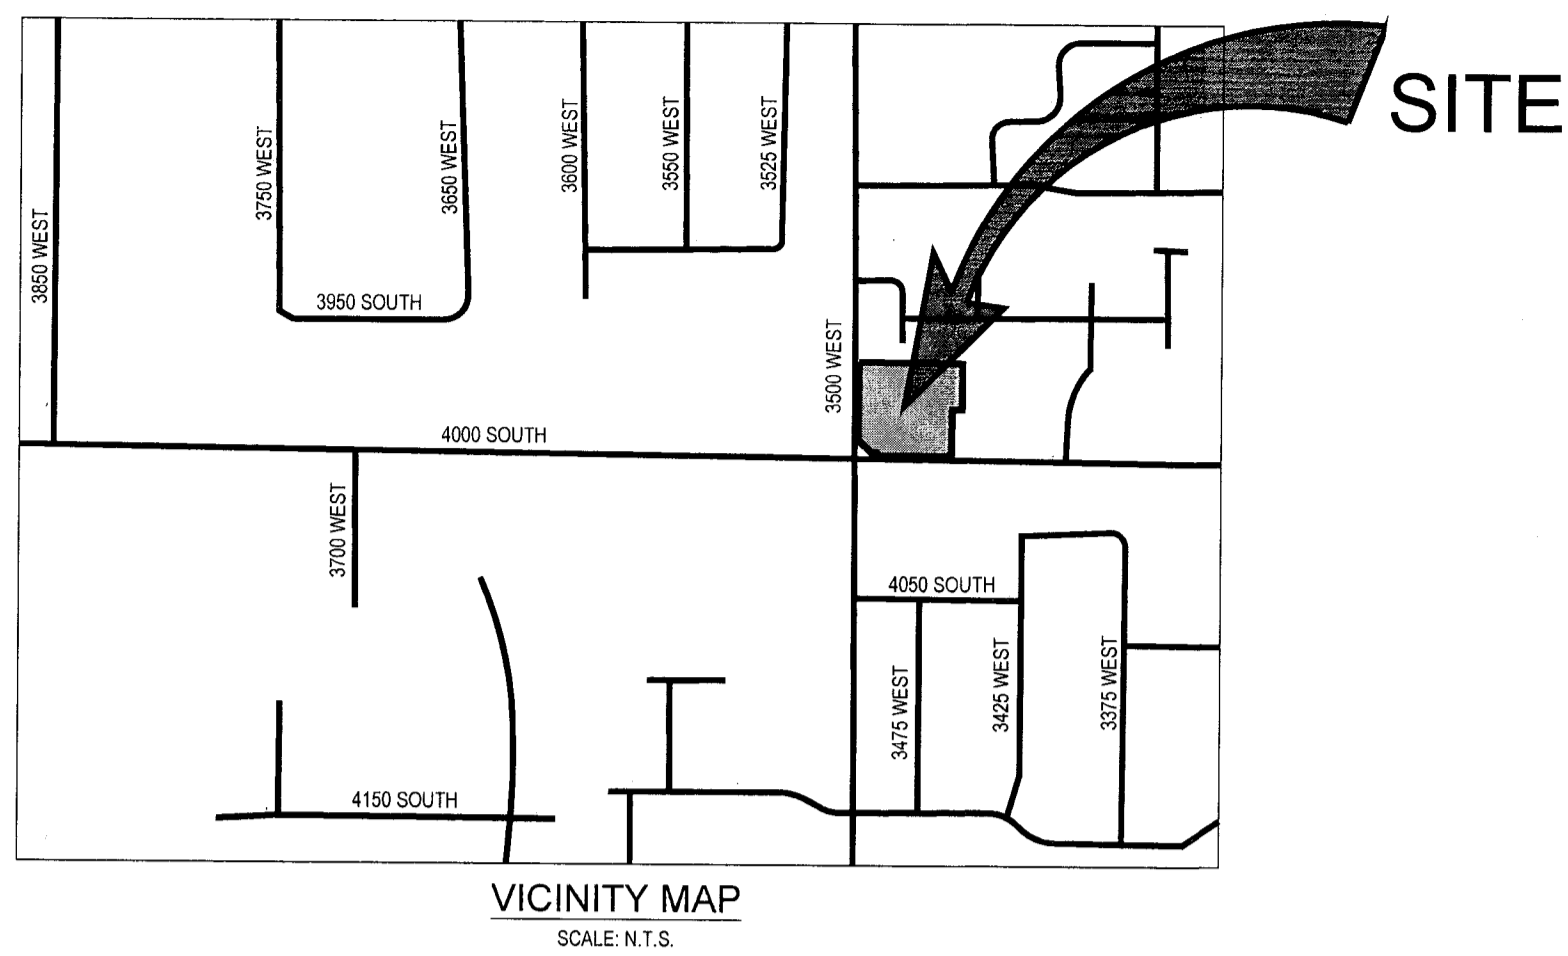 SITE
3850 WEST
3750 WEST
3650 WEST
3600 WEST
3550 WEST
3525 WEST
3950 SOUTH
3500 WEST
4000 SOUTH
3700 WEST
4050 SOUTH
3475 WEST
3425 WEST
3375 WEST
4150 SOUTH
VICINITY MAP
SCALE: N.T.S.